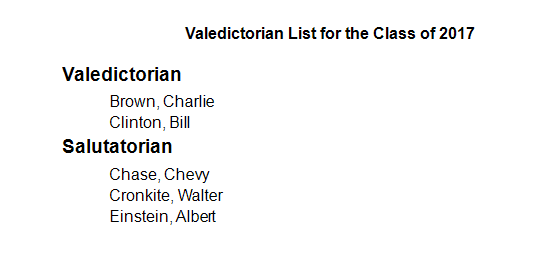 Valedictorian List for the Class of 2017
Valedictorian
Brown, Charlie
Clinton, Bill
Salutatorian
Chase, Chevy
Cronkite, Walter
Einstein, Albert